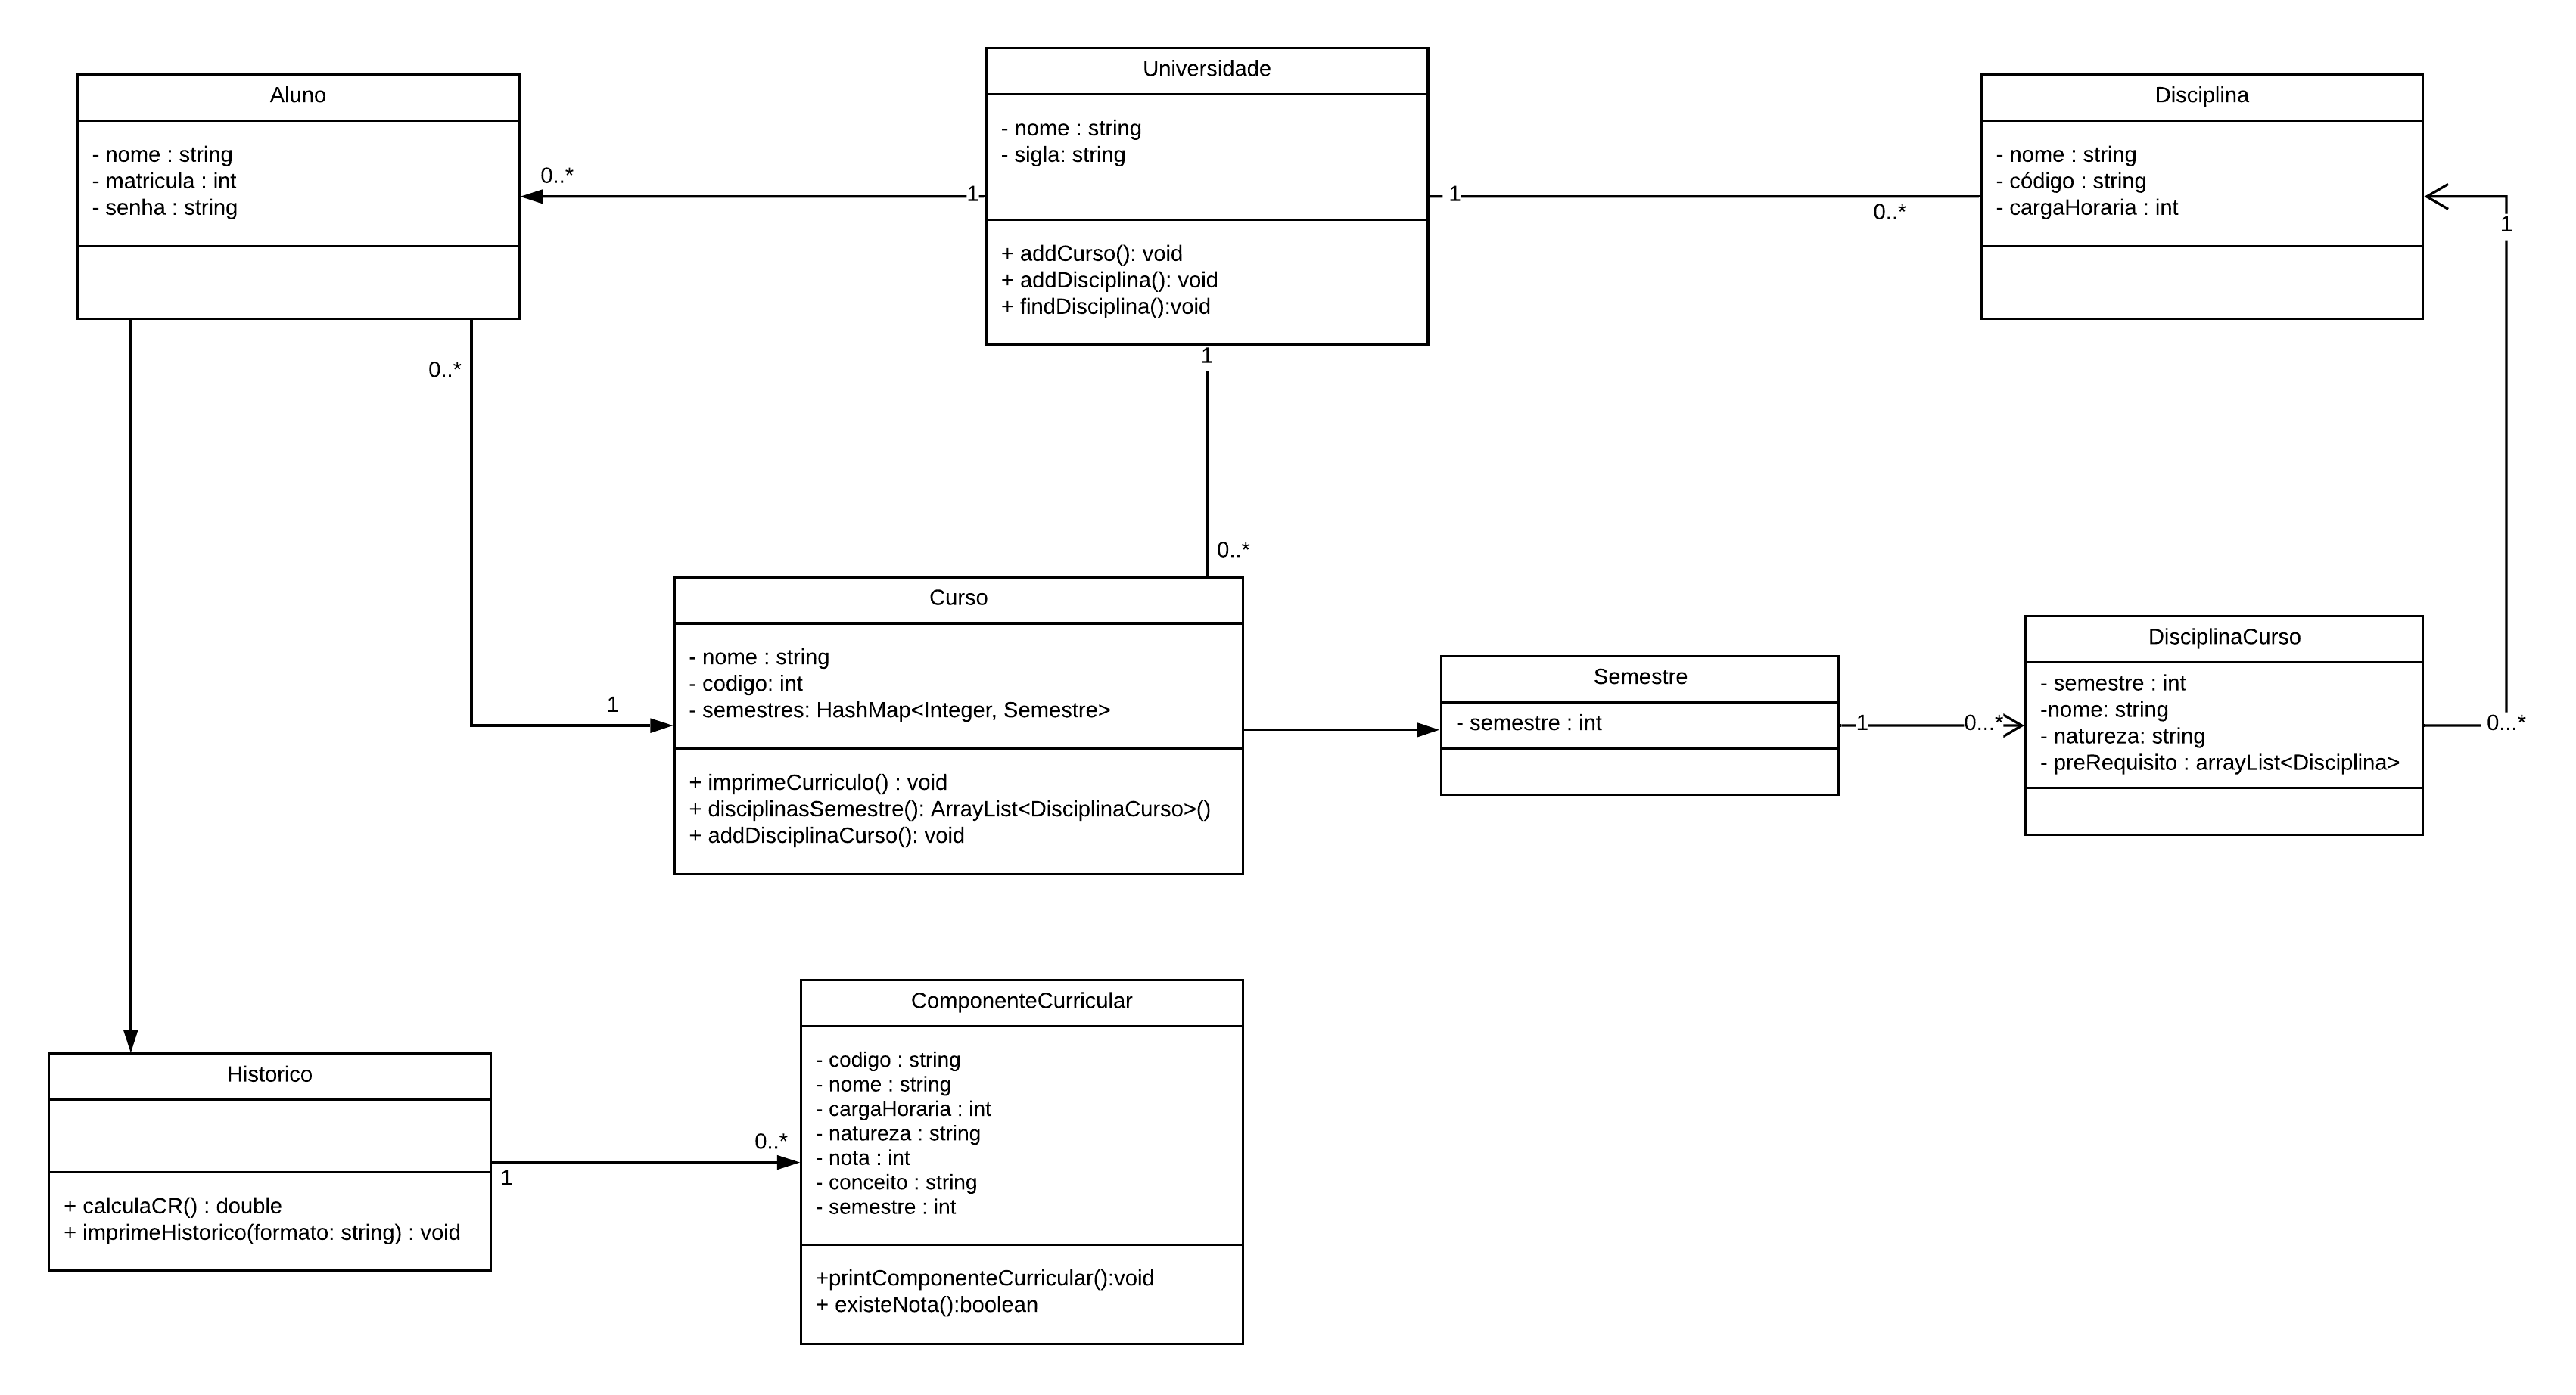 Aluno
- nome : string
- matricula : int
- senha : string
0..*
1
Universidade
- nome : string
- sigla: string
+ addCurso(): void
+ addDisciplina(): void
+ findDisciplina():void
1
0..*
Disciplina
- nome : string
- código : string
- cargaHoraria : int
1
0..*
1
1
0..*
Curso
- nome : string
- codigo: int
- semestres: HashMap<Integer, Semestre>
+ imprimeCurriculo() : void
+ disciplinasSemestre(): ArrayList<DisciplinaCurso>()
+ addDisciplinaCurso(): void
Semestre
- semestre : int
1
0...*
DisciplinaCurso
- semestre : int
-nome: string
- natureza: string
- preRequisito : arrayList<Disciplina>
0...*
Historico
+ calculaCR() : double
+ imprimeHistorico(formato: string) : void
1
0..*
ComponenteCurricular
- codigo : string
- nome : string
- cargaHoraria : int
- natureza : string
- nota : int
- conceito : string
- semestre : int
+printComponenteCurricular():void
+ existeNota():boolean